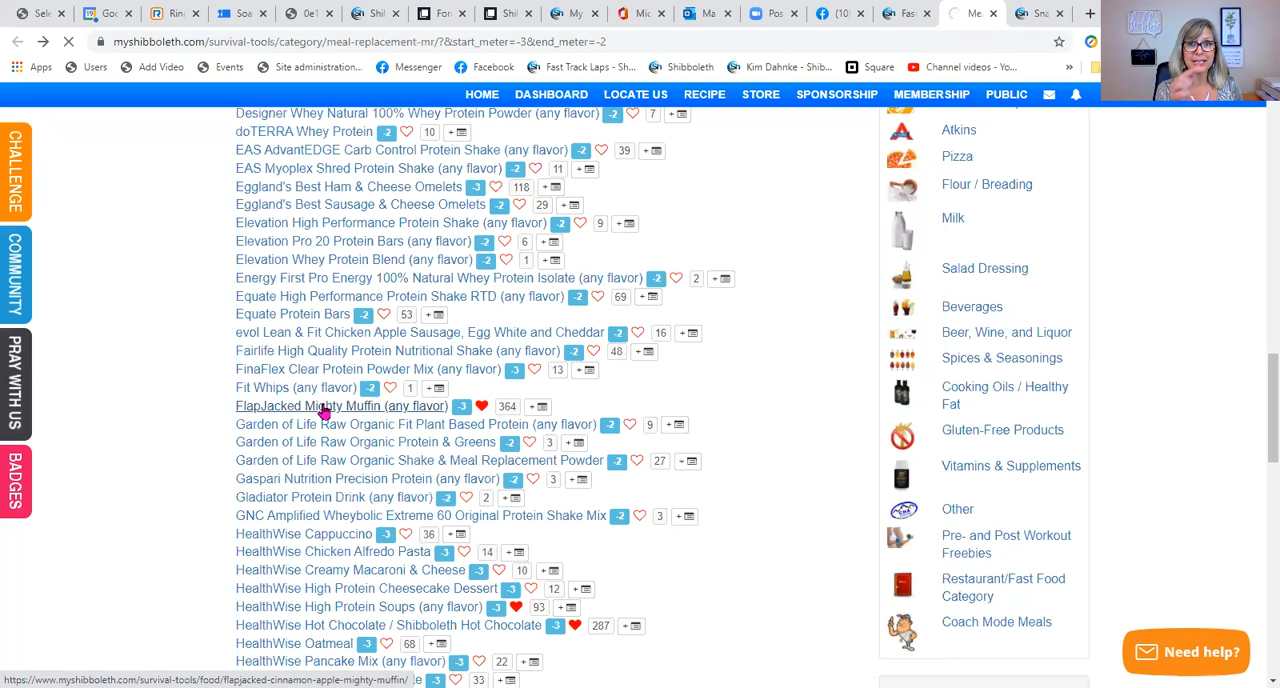 Sele
Goo
Ring
Soa
0e1
Shil
Forr
Shil
My
Mic
Ma
Pos
(10)
Fas
Me
Sna
myshibboleth.com/survival-tools/category/meal-replacement-mr/?&start_meter=-3&end_meter=-2
Apps Users Add Video Events Site administration... Messenger Facebook Fast Track Laps - Sh... Shibboleth Kim Dahnke - Shib... Square Channel videos - Yo... »
HOME DASHBOARD LOCATE US RECIPE STORE SPONSORSHIP MEMBERSHIP PUBLIC
CHALLENGE
COMMUNITY
PRAY WITH US
BADGES
Designer Whey Natural 100% Whey Protein Powder (any flavor) -2 7 +
doTERRA Whey Protein -2 10 +
EAS AdvantEDGE Carb Control Protein Shake (any flavor) -2 39 +
EAS Myoplex Shred Protein Shake (any flavor) -2 11 +
Eggland's Best Ham & Cheese Omelets -3 118 +
Eggland's Best Sausage & Cheese Omelets -2 29 +
Elevation High Performance Protein Shake (any flavor) -2 9 +
Elevation Pro 20 Protein Bars (any flavor) -2 6 +
Elevation Whey Protein Blend (any flavor) -2 1 +
Energy First Pro Energy 100% Natural Whey Protein Isolate (any flavor) -2 2 +
Equate High Performance Protein Shake RTD (any flavor) -2 69 +
Equate Protein Bars -2 53 +
evol Lean & Fit Chicken Apple Sausage, Egg White and Cheddar -2 16 +
Fairlife High Quality Protein Nutritional Shake (any flavor) -2 48 +
FinaFlex Clear Protein Powder Mix (any flavor) -3 13 +
Fit Whips (any flavor) -2 1 +
FlapJacked Mighty Muffin (any flavor) -3 364 +
Garden of Life Raw Organic Fit Plant Based Protein (any flavor) -2 9 +
Garden of Life Raw Organic Protein & Greens -2 3 +
Garden of Life Raw Organic Shake & Meal Replacement Powder -2 27 +
Gaspari Nutrition Precision Protein (any flavor) -2 3 +
Gladiator Protein Drink (any flavor) -2 2 +
GNC Amplified Wheybolic Extreme 60 Original Protein Shake Mix -2 3 +
HealthWise Cappuccino -3 36 +
HealthWise Chicken Alfredo Pasta -3 14 +
HealthWise Creamy Macaroni & Cheese -3 10 +
HealthWise High Protein Cheesecake Dessert -3 12 +
HealthWise High Protein Soups (any flavor) -3 93 +
HealthWise Hot Chocolate / Shibboleth Hot Chocolate -3 287 +
HealthWise Oatmeal -3 68 +
HealthWise Pancake Mix (any flavor) -3 22 +
-3 33 +
Atkins
Pizza
Flour / Breading
Milk
Salad Dressing
Beverages
Beer, Wine, and Liquor
Spices & Seasonings
Cooking Oils / Healthy
Fat
Gluten-Free Products
Vitamins & Supplements
Other
Pre- and Post Workout
Freebies
Restaurant/Fast Food
Category
Coach Mode Meals
Need help?
https://www.myshibboleth.com/survival-tools/food/flapjacked-cinnamon-apple-mighty-muffin/